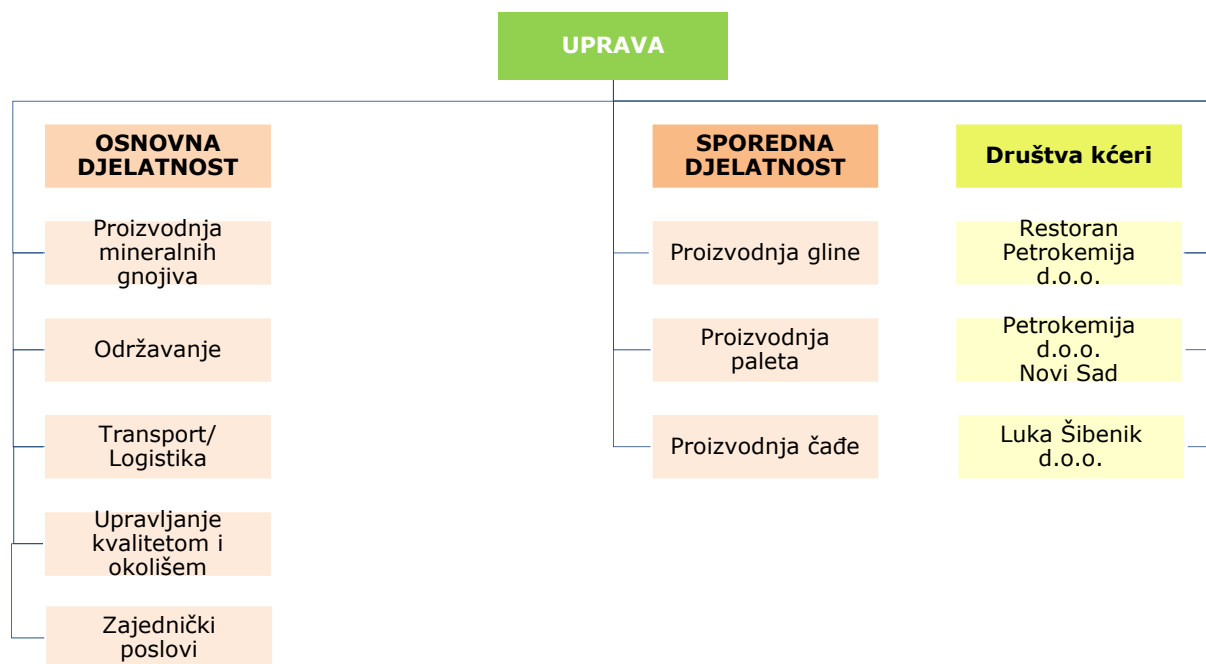 UPRAVA
OSNOVNA
DJELATNOST
Proizvodnja
mineralnih
gnojiva
Održavanje
Transport/
Logistika
Upravljanje
kvalitetom i
okolišem
Zajednički
poslovi
SPOREDNA
DJELATNOST
Proizvodnja gline
Proizvodnja
paleta
Proizvodnja čađe
Društva kćeri
Restoran
Petrokemija
d.o.o.
Petrokemija
d.o.o.
Novi Sad
Luka Šibenik
d.o.o.